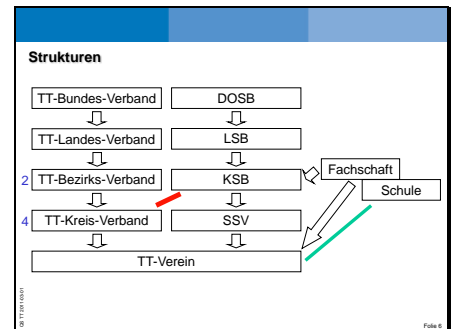 Strukturen
TT-Bundes-Verband DOSB
TT-Landes-Verband LSB
Fachschaft
2 TT-Bezirks-Verband KSB
Schule
4 TT-Kreis-Verband SSV
TT-Verein
Folie 6